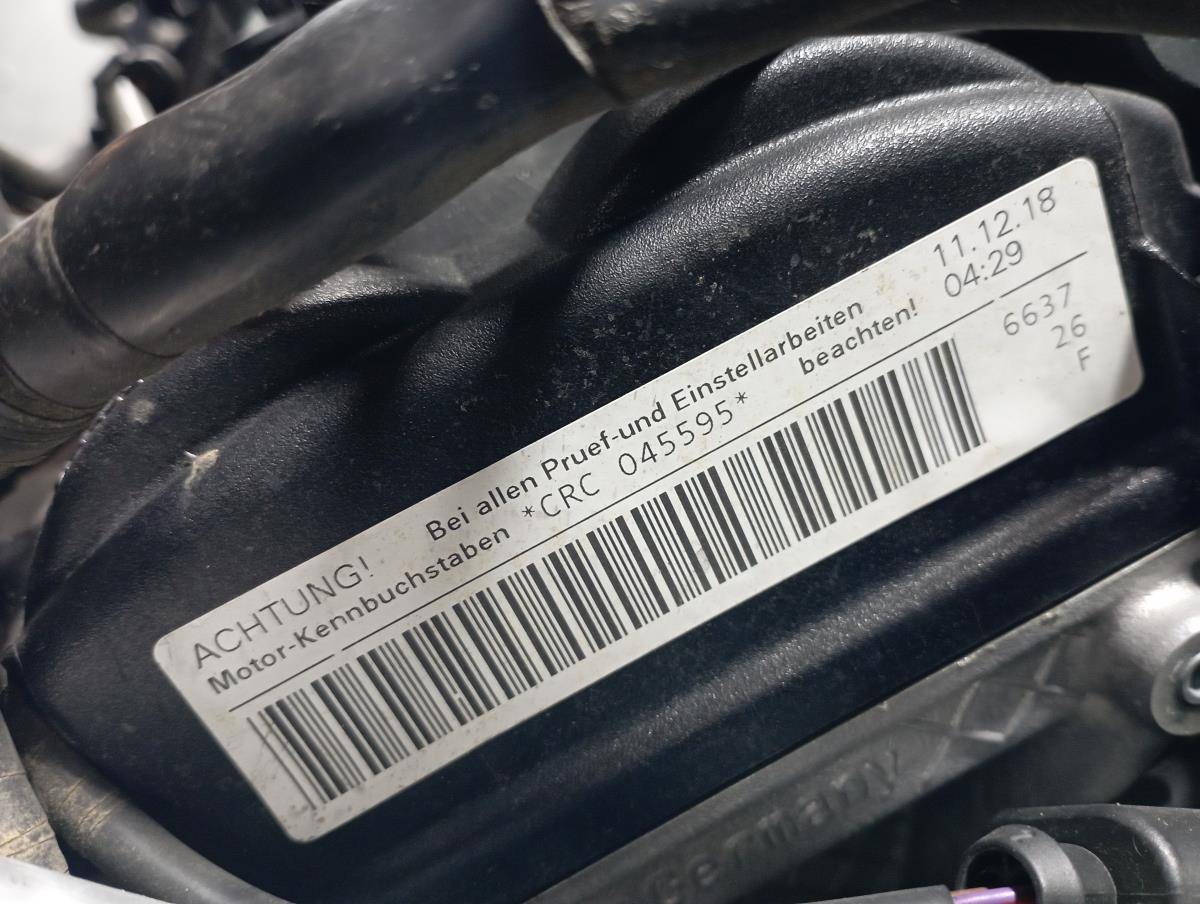 ACHTUNG! Bei allen Pruef-und Einstellarbeiten 11.12.18
Motor-Kennbuchstaben *CRC 045595* beachten! 04:29
6637
26
F
Germany